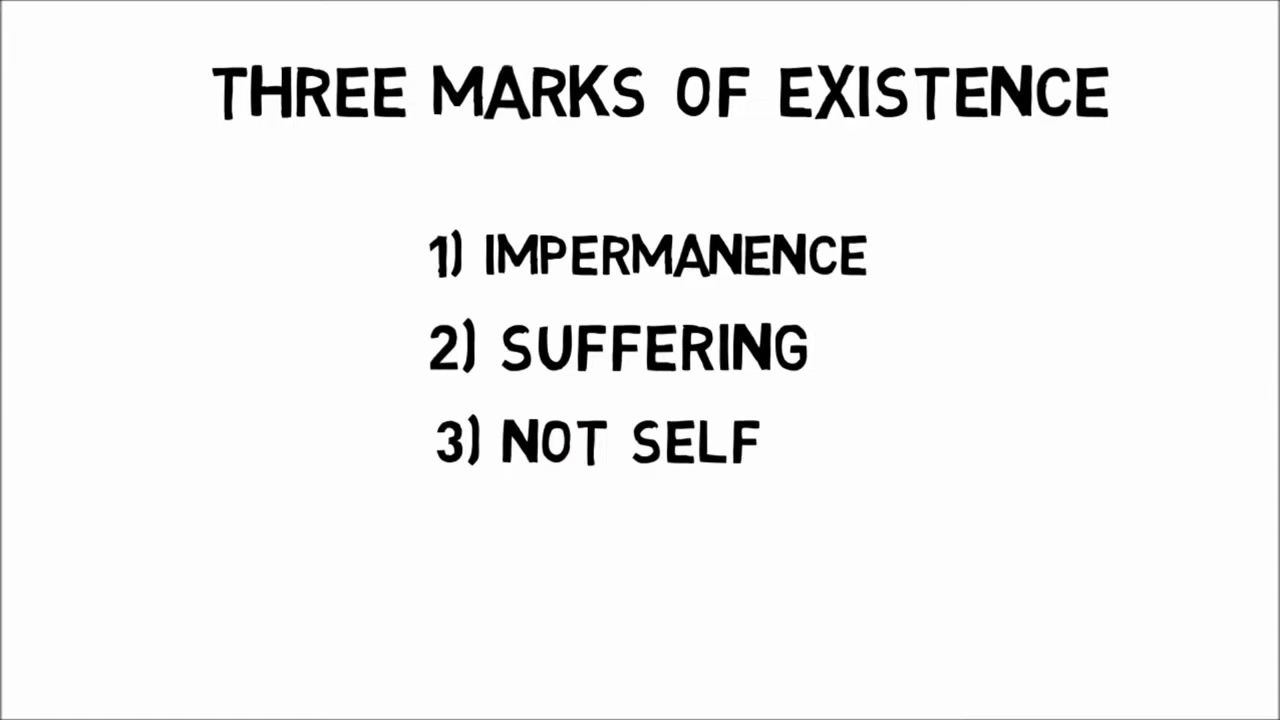 THREE MARKS OF EXISTENCE
1) IMPERMANENCE
2) SUFFERING
3) NOT SELF